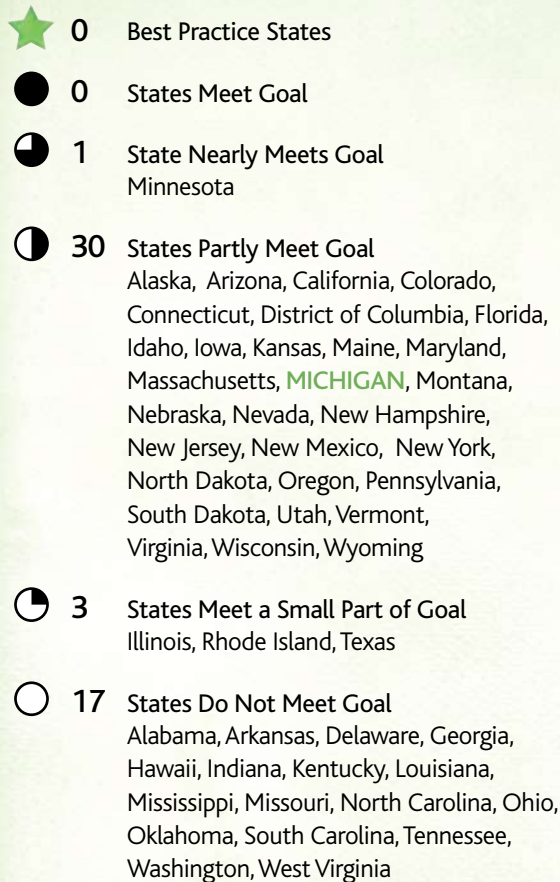 0 Best Practice States
0 States Meet Goal
1 State Nearly Meets Goal
Minnesota
30 States Partly Meet Goal
Alaska, Arizona, California, Colorado,
Connecticut, District of Columbia, Florida,
Idaho, Iowa, Kansas, Maine, Maryland,
Massachusetts, MICHIGAN, Montana,
Nebraska, Nevada, New Hampshire,
New Jersey, New Mexico, New York,
North Dakota, Oregon, Pennsylvania,
South Dakota, Utah, Vermont,
Virginia, Wisconsin, Wyoming
3 States Meet a Small Part of Goal
Illinois, Rhode Island, Texas
17 States Do Not Meet Goal
Alabama, Arkansas, Delaware, Georgia,
Hawaii, Indiana, Kentucky, Louisiana,
Mississippi, Missouri, North Carolina, Ohio,
Oklahoma, South Carolina, Tennessee,
Washington, West Virginia